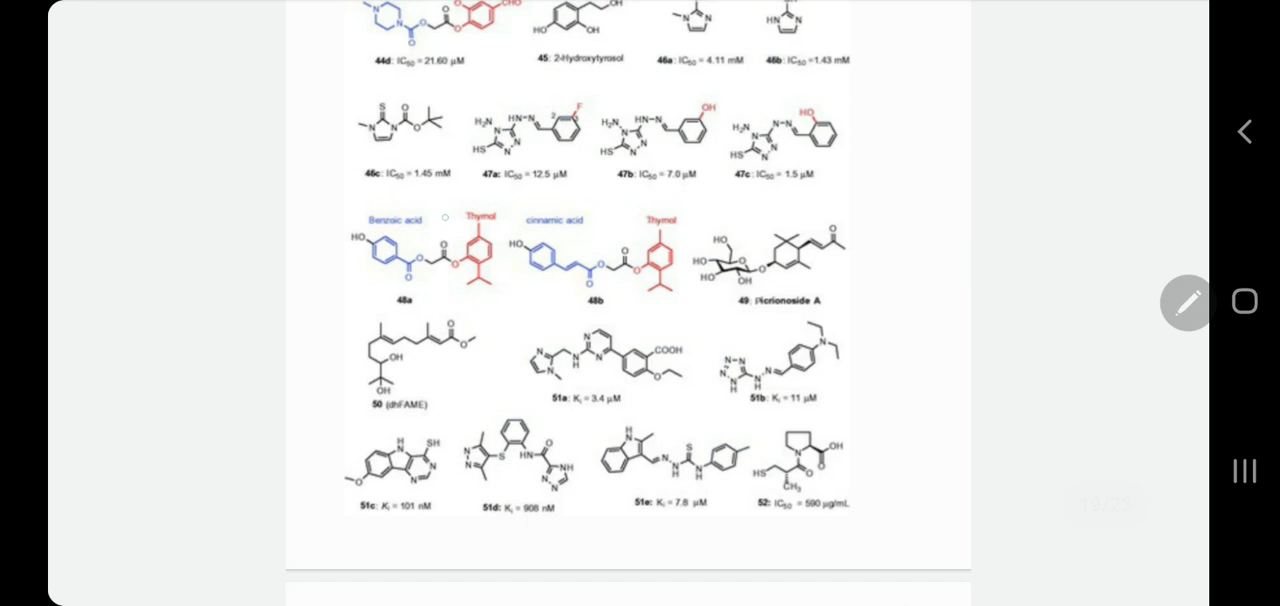 44d: IC50 = 21.60 µM
45: 2-Hydroxytyrosol
46a: IC50 = 4.11 mM
46b: IC50 =1.43 mM
46c: IC50 = 1.45 mM
47a: IC50 = 12.5 µM
47b: IC50 = 7.0 µM
47c: IC50 = 1.5 µM
Benzoic acid
Thymol
cinnamic acid
Thymol
48a
48b
49: Picrionoside A
50 (dhFAME)
51a: Ki = 3.4 µM
51b: Ki = 11 µM
51c: Ki = 101 nM
51d: Ki = 908 nM
51e: Ki = 7.8 µM
52: IC50 = 590 µg/mL
19/25